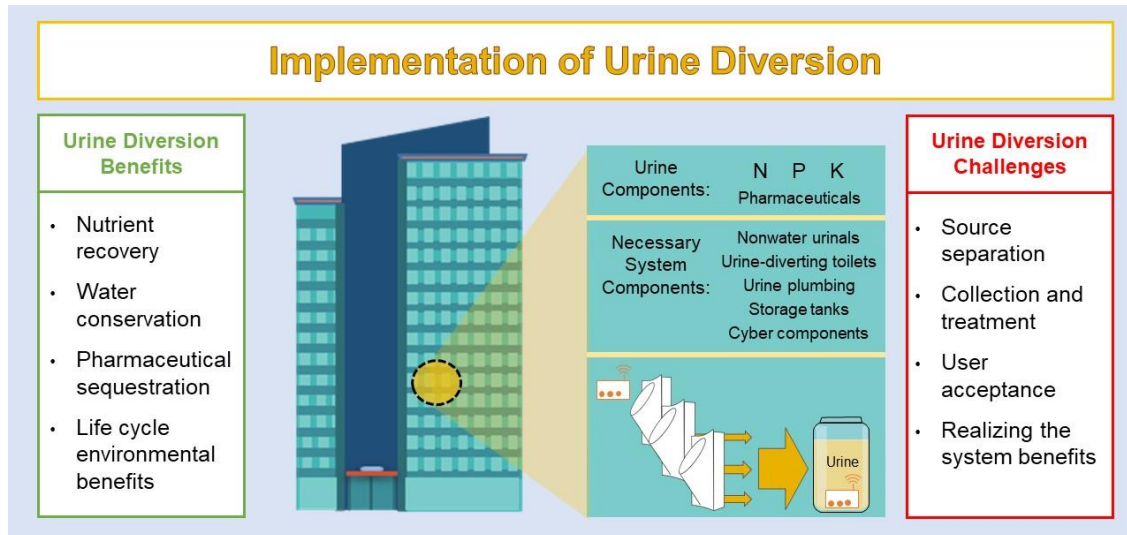 Implementation of Urine Diversion
Urine Diversion
Benefits
• Nutrient
recovery
• Water
conservation
• Pharmaceutical
sequestration
• Life cycle
environmental
benefits
Urine
Components:
N P K
Pharmaceuticals
Necessary
System
Components:
Nonwater urinals
Urine-diverting toilets
Urine plumbing
Storage tanks
Cyber components
Urine
Urine Diversion
Challenges
• Source
separation
• Collection and
treatment
• User
acceptance
• Realizing the
system benefits